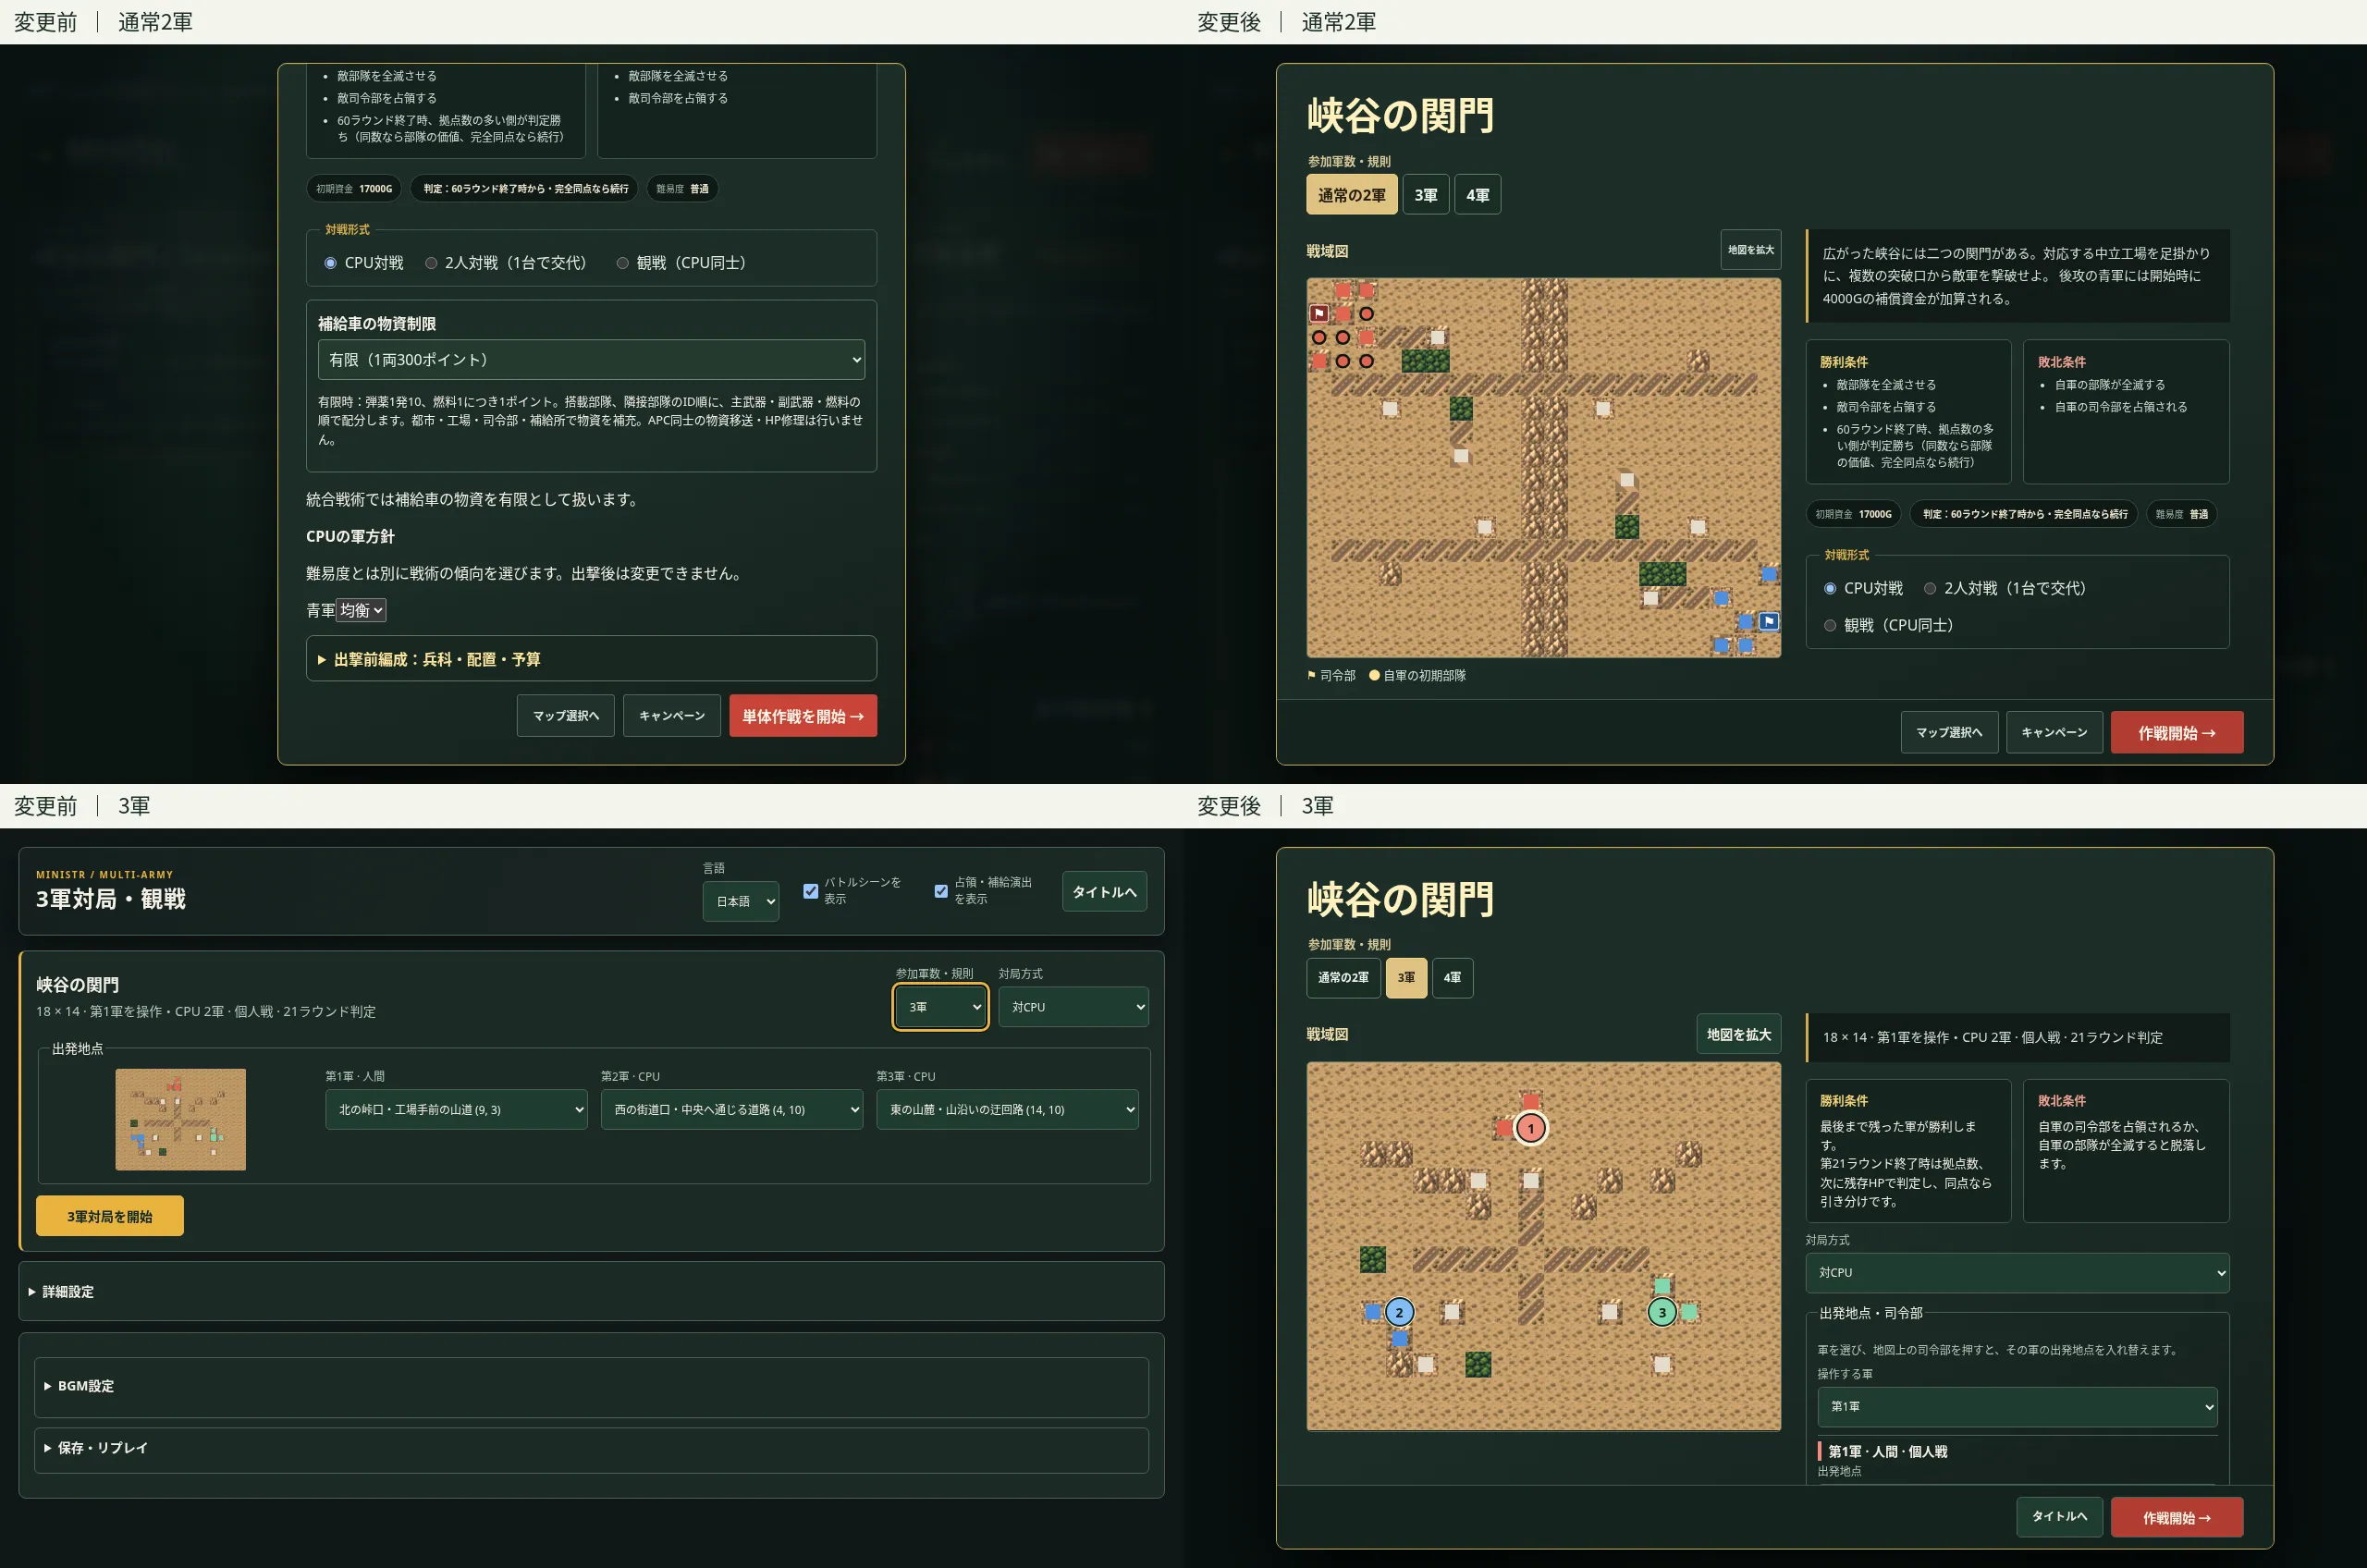 変更前 ｜ 通常2軍
• 敵部隊を全滅させる
• 敵司令部を占領する
• 60ラウンド終了時、拠点数の多い側が判定勝
ち（同数なら部隊の価値、完全同点なら続行）
• 敵部隊を全滅させる
• 敵司令部を占領する
初期資金 17000G
判定：60ラウンド終了時から・完全同点なら続行
難易度 普通
対戦形式
CPU対戦
2人対戦（1台で交代）
観戦（CPU同士）
補給車の物資制限
有限（1両300ポイント）
有限時：弾薬1発10、燃料1につき1ポイント。搭載部隊、隣接部隊のID順に、主武器・副武器・燃料の
順で配分します。都市・工場・司令部・補給所で物資を補充。APC同士の物資移送・HP修理は行いませ
ん。
統合戦術では補給車の物資を有限として扱います。
CPUの軍方針
難易度とは別に戦術の傾向を選びます。出撃後は変更できません。
青軍 均衡
▶ 出撃前編成：兵科・配置・予算
マップ選択へ
キャンペーン
単体作戦を開始 →
変更後 ｜ 通常2軍
峡谷の関門
参加軍数・規則
通常の2軍
3軍
4軍
戦域図
地図を拡大
⚑ 司令部
自軍の初期部隊
広がった峡谷には二つの関門がある。対応する中立工場を足掛かり
に、複数の突破口から敵軍を撃破せよ。 後攻の青軍には開始時に
4000Gの補償資金が加算される。
勝利条件
• 敵部隊を全滅させる
• 敵司令部を占領する
• 60ラウンド終了時、拠点数の多
い側が判定勝ち（同数なら部隊
の価値、完全同点なら続行）
敗北条件
• 自軍の部隊が全滅する
• 自軍の司令部を占領される
初期資金 17000G
判定：60ラウンド終了時から・完全同点なら続行
難易度 普通
対戦形式
CPU対戦
2人対戦（1台で交代）
観戦（CPU同士）
マップ選択へ
キャンペーン
作戦開始 →
変更前 ｜ 3軍
MINISTR / MULTI-ARMY
3軍対局・観戦
言語
日本語
バトルシーンを
表示
占領・補給演出
を表示
タイトルへ
峡谷の関門
18 × 14 · 第1軍を操作・CPU 2軍 · 個人戦 · 21ラウンド判定
参加軍数・規則
3軍
対局方式
対CPU
出発地点
第1軍 · 人間
北の峠口・工場手前の山道 (9, 3)
第2軍 · CPU
西の街道口・中央へ通じる道路 (4, 10)
第3軍 · CPU
東の山麓・山沿いの迂回路 (14, 10)
3軍対局を開始
▶ 詳細設定
▶ BGM設定
▶ 保存・リプレイ
変更後 ｜ 3軍
峡谷の関門
参加軍数・規則
通常の2軍
3軍
4軍
戦域図
地図を拡大
1
2
3
18 × 14 · 第1軍を操作・CPU 2軍 · 個人戦 · 21ラウンド判定
勝利条件
最後まで残った軍が勝利しま
す。
第21ラウンド終了時は拠点数、
次に残存HPで判定し、同点なら
引き分けです。
敗北条件
自軍の司令部を占領されるか、
自軍の部隊が全滅すると脱落し
ます。
対局方式
対CPU
出発地点・司令部
軍を選び、地図上の司令部を押すと、その軍の出発地点を入れ替えます。
操作する軍
第1軍
第1軍 · 人間 · 個人戦
出発地点
タイトルへ
作戦開始 →